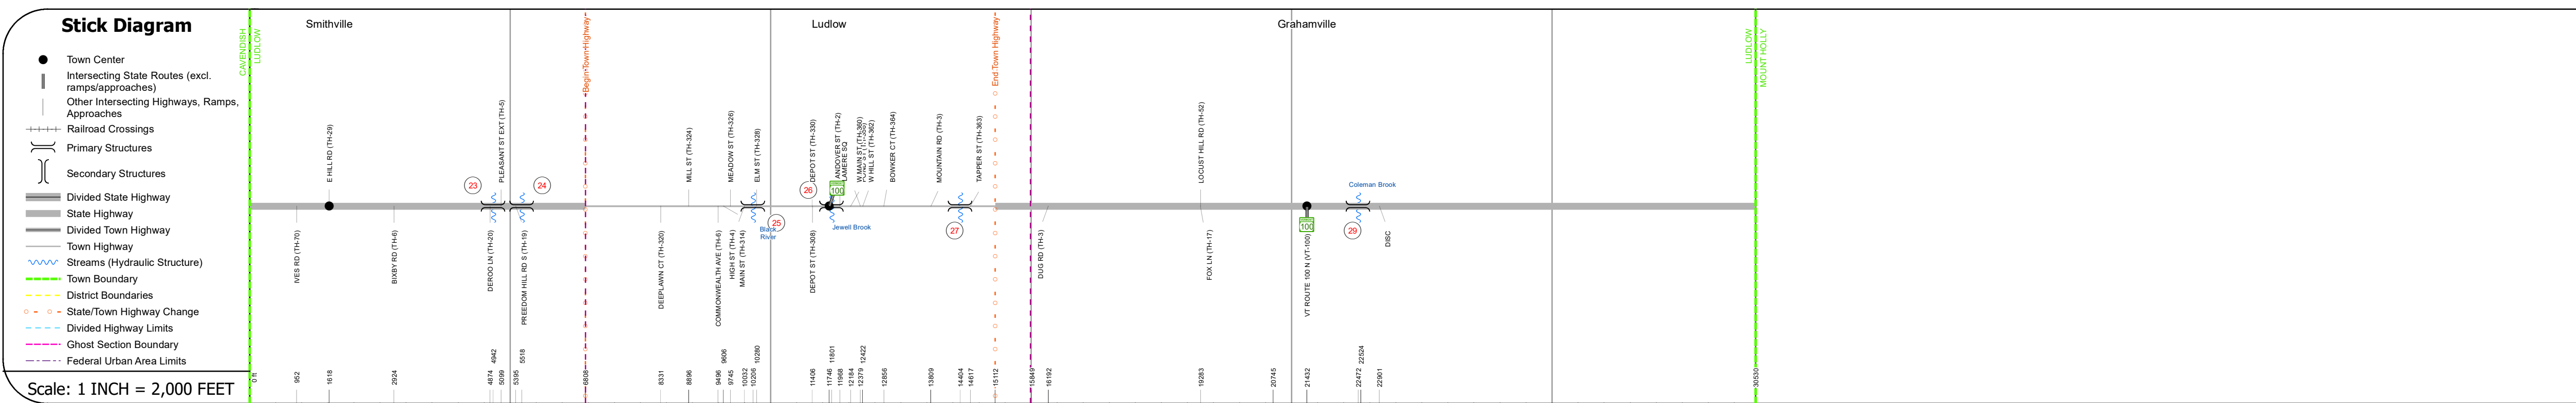 Stick Diagram
Town Center
Intersecting State Routes (excl.
ramps/approaches)
Other Intersecting Highways, Ramps,
Approaches
Railroad Crossings
Primary Structures
Secondary Structures
Divided State Highway
State Highway
Divided Town Highway
Town Highway
Streams (Hydraulic Structure)
Town Boundary
District Boundaries
State/Town Highway Change
Divided Highway Limits
Ghost Section Boundary
Federal Urban Area Limits
Scale: 1 INCH = 2,000 FEET
Smithville
Ludlow
Grahamville
CAVENDISH
LUDLOW
Begin Town Highway
End Town Highway
LUDLOW
MOUNT HOLLY
E HILL RD (TH-29)
PLEASANT ST EXT (TH-5)
MILL ST (TH-324)
MEADOW ST (TH-326)
ELM ST (TH-328)
DEPOT ST (TH-330)
ANDOVER ST (TH-2)
LAMERE SQ
W MAIN ST (TH-360)
W HILL ST (TH-362)
BOWKER CT (TH-364)
MOUNTAIN RD (TH-3)
TAPPER ST (TH-363)
LOCUST HILL RD (TH-52)
23
24
25
26
100
27
100
29
Black
River
Jewell Brook
Coleman Brook
IVES RD (TH-70)
BIXBY RD (TH-6)
DEROO LN (TH-20)
PREEDOM HILL RD S (TH-19)
DEEPLAWN CT (TH-320)
COMMONWEALTH AVE (TH-6)
HIGH ST (TH-4)
MAIN ST (TH-314)
DEPOT ST (TH-308)
DUG RD (TH-3)
FOX LN (TH-17)
VT ROUTE 100 N (VT-100)
DISC
0 ft
952
1618
2924
4874
4942
5099
5395
5518
6808
8331
8896
9496
9606
9745
10032
10206
10280
11406
11746
11801
11968
12184
12379
12422
12856
13809
14404
14617
15112
15849
16192
19283
20745
21432
22472
22524
22901
30530